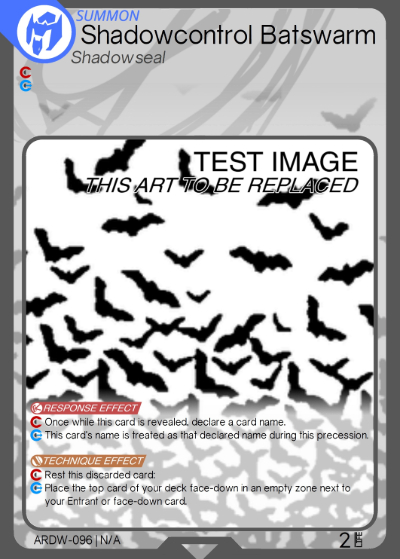 SUMMON
Shadowcontrol Batswarm
Shadowseal
C
E
TEST IMAGE
THIS ART TO BE REPLACED
RESPONSE EFFECT
C Once while this card is revealed, declare a card name.
E This card's name is treated as that declared name during this precession.
TECHNIQUE EFFECT
C Rest this discarded card:
E Place the top card of your deck face-down in an empty zone next to
your Entrant or face-down card.
ARDW-096 | N/A
2